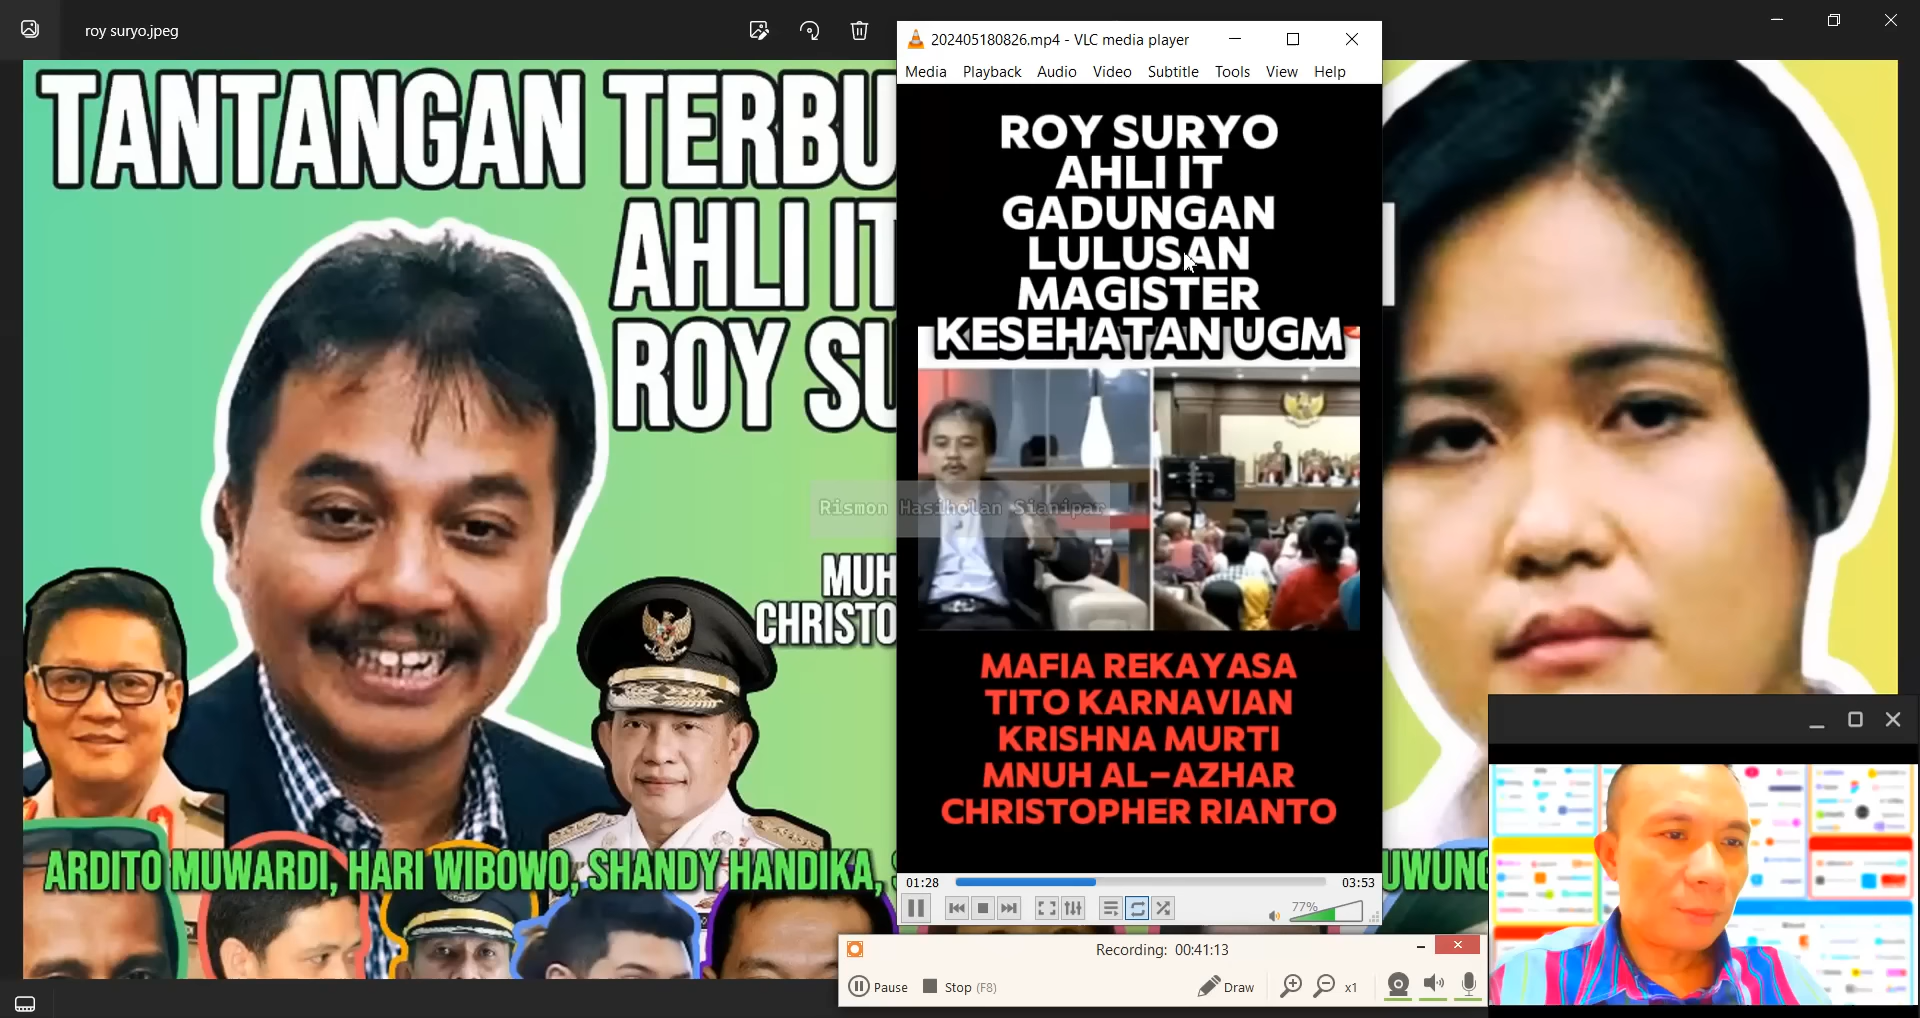 roy suryo.jpeg
TANTANGAN TERBU
AHLI IT
ROY SU
MUH
CHRISTO
ARDITO MUWARDI, HARI WIBOWO, SHANDY HANDIKA,
UWUNG
202405180826.mp4 - VLC media player
Media Playback Audio Video Subtitle Tools View Help
ROY SURYO
AHLI IT
GADUNGAN
LULUSAN
MAGISTER
KESEHATAN UGM
Rismon Hasiholan Sianipar
MAFIA REKAYASA
TITO KARNAVIAN
KRISHNA MURTI
MNUH AL-AZHAR
CHRISTOPHER RIANTO
01:28 03:53
77%
Recording: 00:41:13
Pause Stop (F8) Draw x1